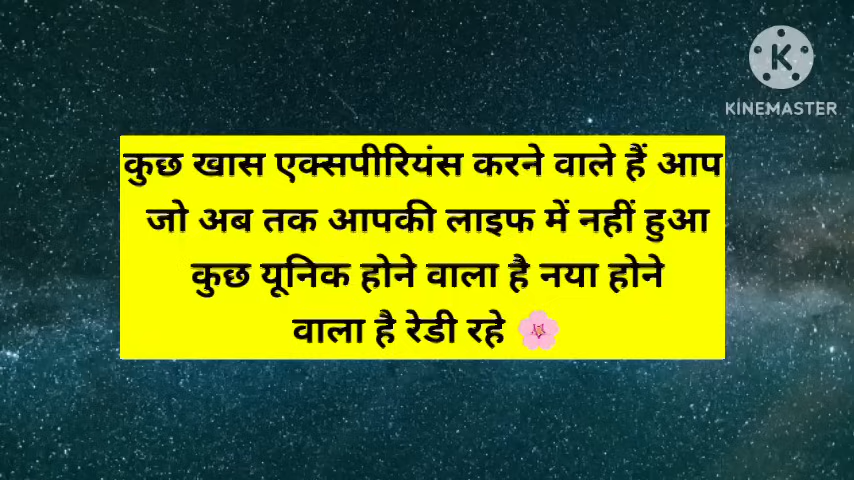 K
KINEMASTER
कुछ खास एक्सपीरियंस करने वाले हैं आप
जो अब तक आपकी लाइफ में नहीं हुआ
कुछ यूनिक होने वाला है नया होने
वाला है रेडी रहे 🌸